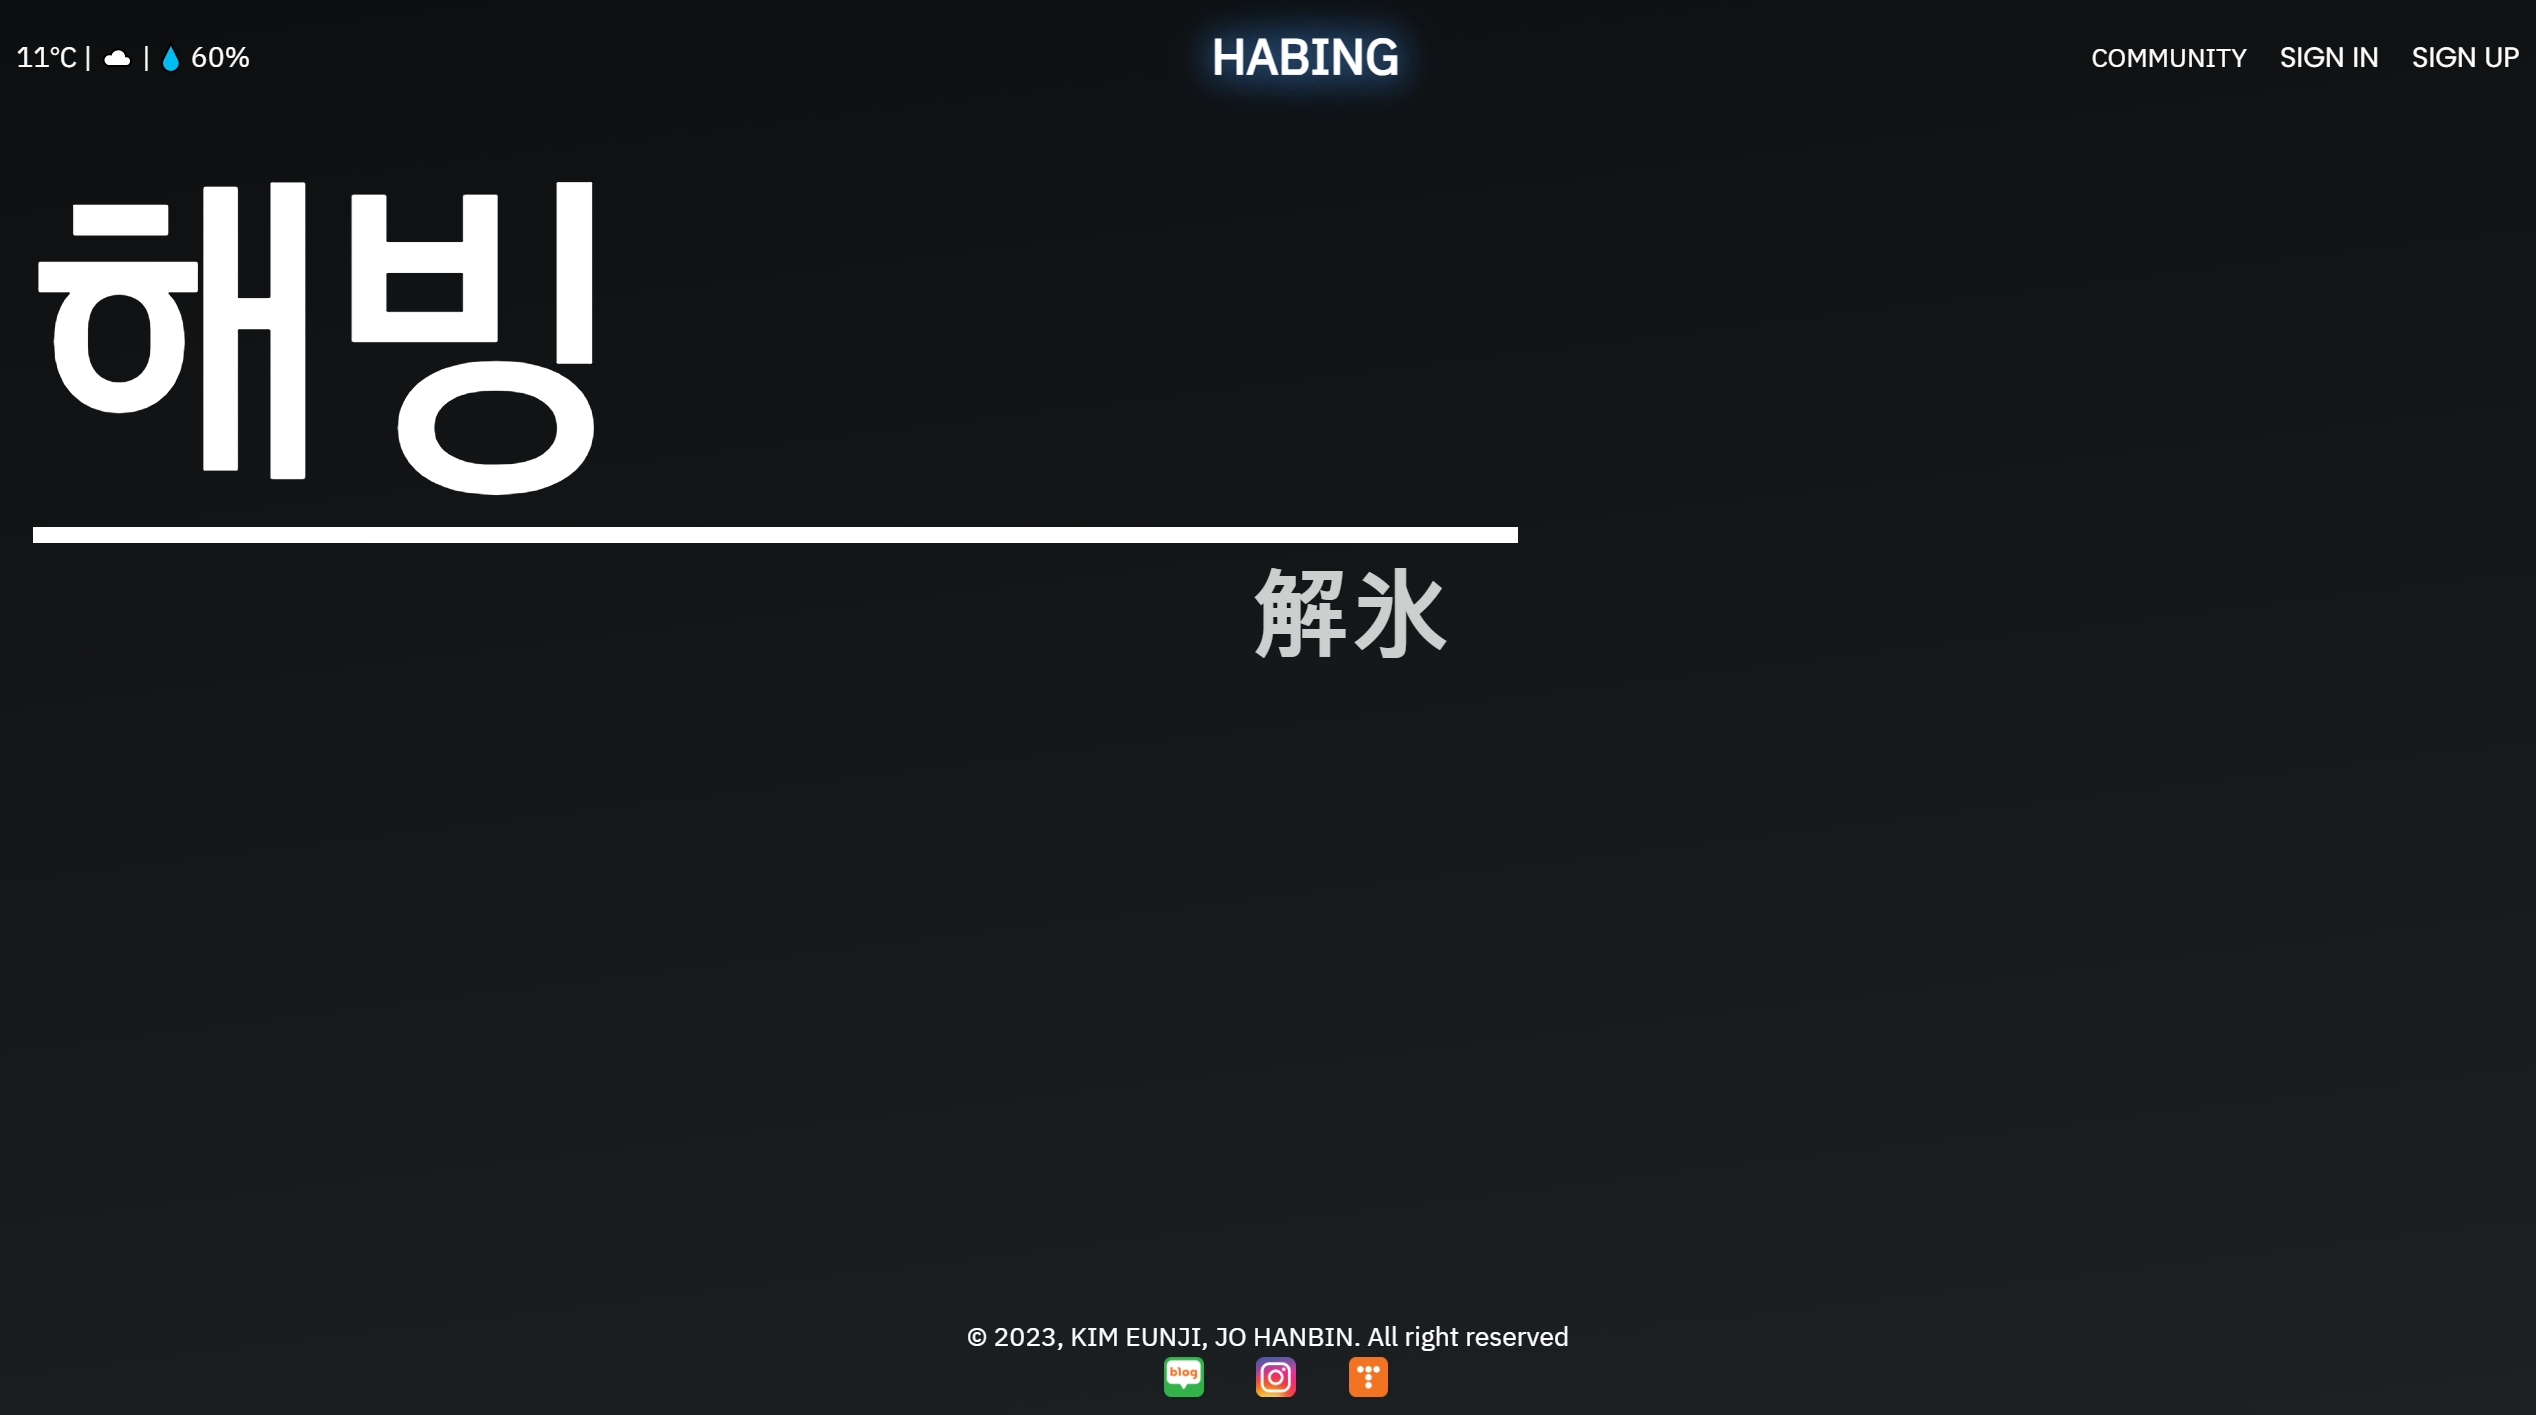 11°C | | 60%
HABING
COMMUNITY SIGN IN SIGN UP
해빙
解氷
© 2023, KIM EUNJI, JO HANBIN. All right reserved
blog